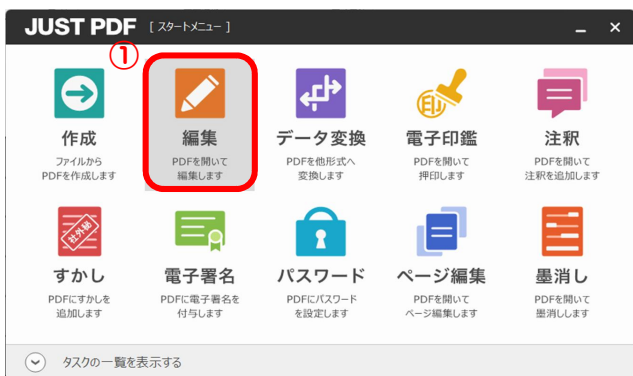 JUST PDF [ スタートメニュー ]
①
作成
ファイルから
PDFを作成します
編集
PDFを開いて
編集します
データ変換
PDFを他形式へ
変換します
電子印鑑
PDFを開いて
押印します
注釈
PDFを開いて
注釈を追加します
社外秘
すかし
PDFにすかしを
追加します
電子署名
PDFに電子署名を
付与します
パスワード
PDFにパスワード
を設定します
ページ編集
PDFを開いて
ページ編集します
墨消し
PDFを開いて
墨消しします
タスクの一覧を表示する
印